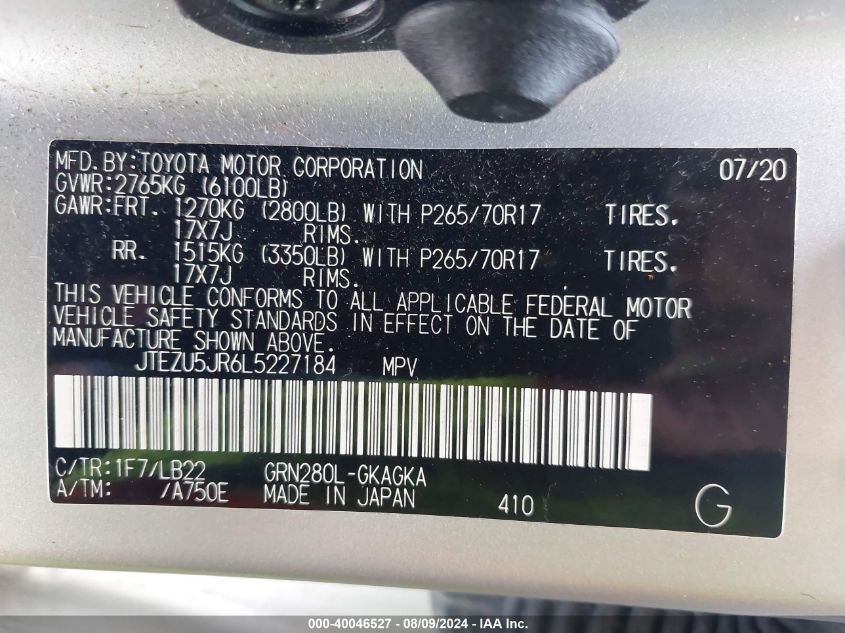 MFD.BY:TOYOTA MOTOR CORPORATION 07/20
GVWR:2765KG (6100LB)
GAWR:FRT. 1270KG (2800LB) WITH P265/70R17 TIRES.
17X7J RIMS.
RR. 1515KG (3350LB) WITH P265/70R17 TIRES.
17X7J RIMS.
THIS VEHICLE CONFORMS TO ALL APPLICABLE FEDERAL MOTOR
VEHICLE SAFETY STANDARDS IN EFFECT ON THE DATE OF
MANUFACTURE SHOWN ABOVE.
JTEZU5JR6L5227184 MPV
C/TR:1F7/LB22 GRN280L-GKAGKA
A/TM: /A750E MADE IN JAPAN 410 G
000-40046527 - 08/09/2024 - IAA Inc.